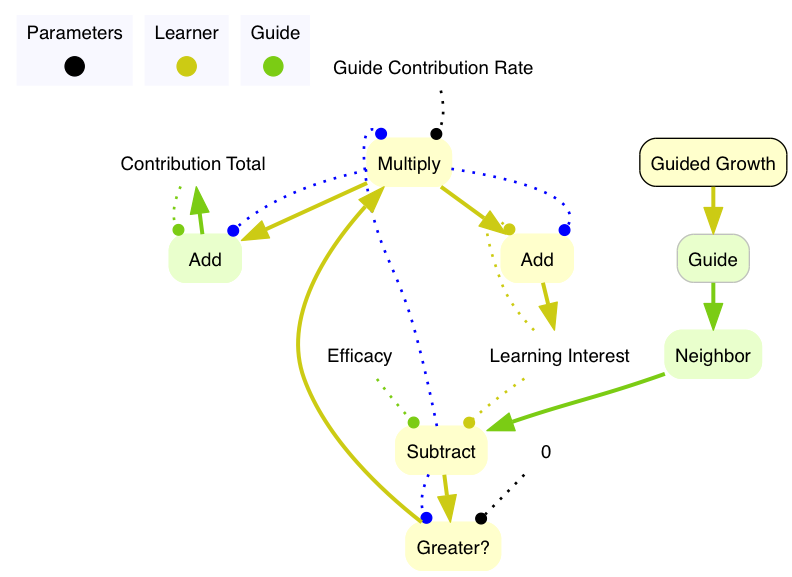 Parameters
Learner
Guide
Guide Contribution Rate
Contribution Total
Multiply
Guided Growth
Add
Add
Guide
Efficacy
Learning Interest
Neighbor
Subtract
0
Greater?